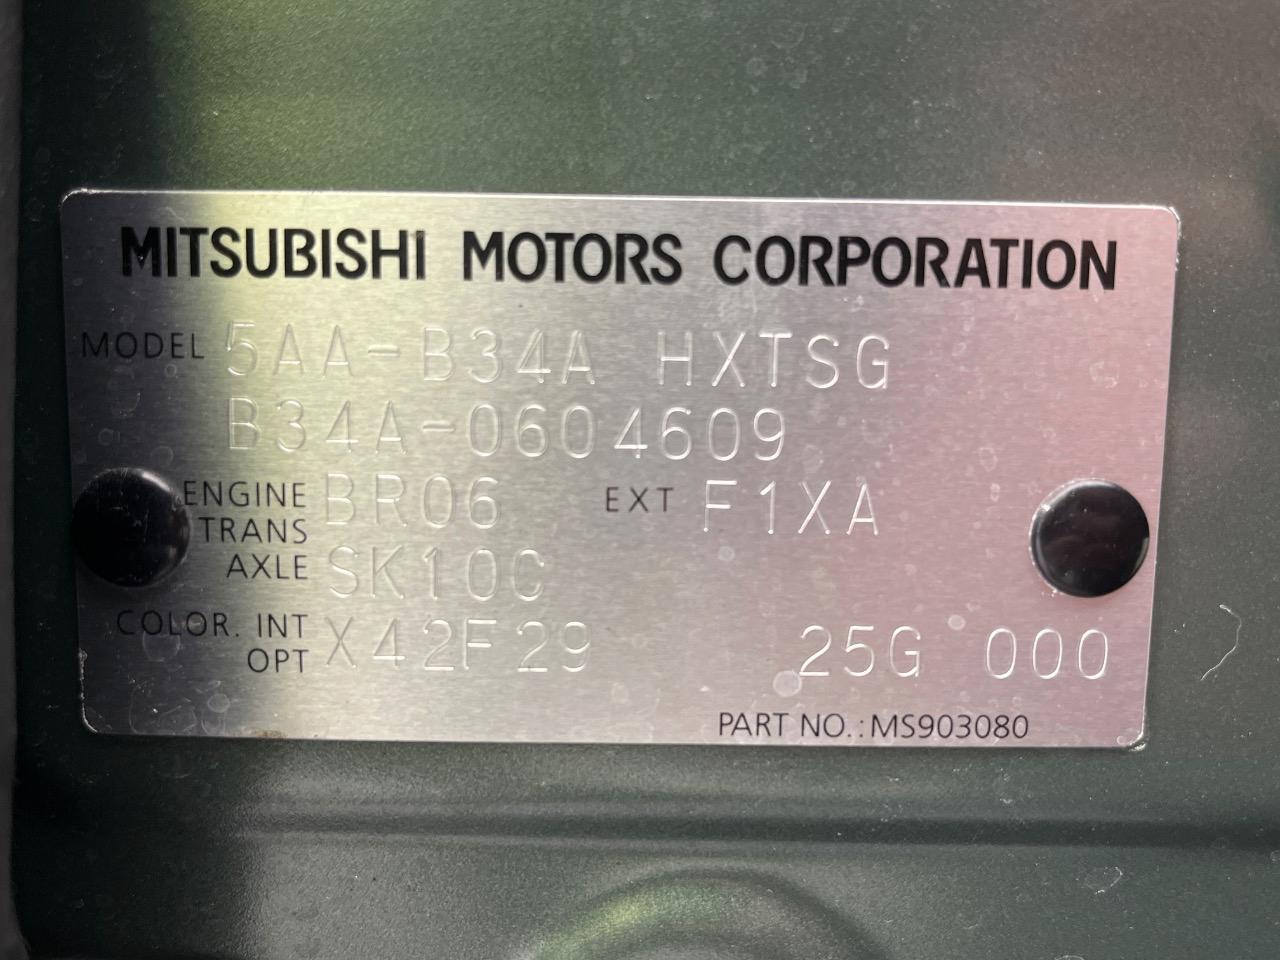 MITSUBISHI MOTORS CORPORATION
MODEL 5AA-B34A HXTSG
B34A-0604609
ENGINE BR06 EXT F1XA
TRANS
AXLE SK10C
COLOR. INT X42F29 25G 000
OPT
PART NO.:MS903080